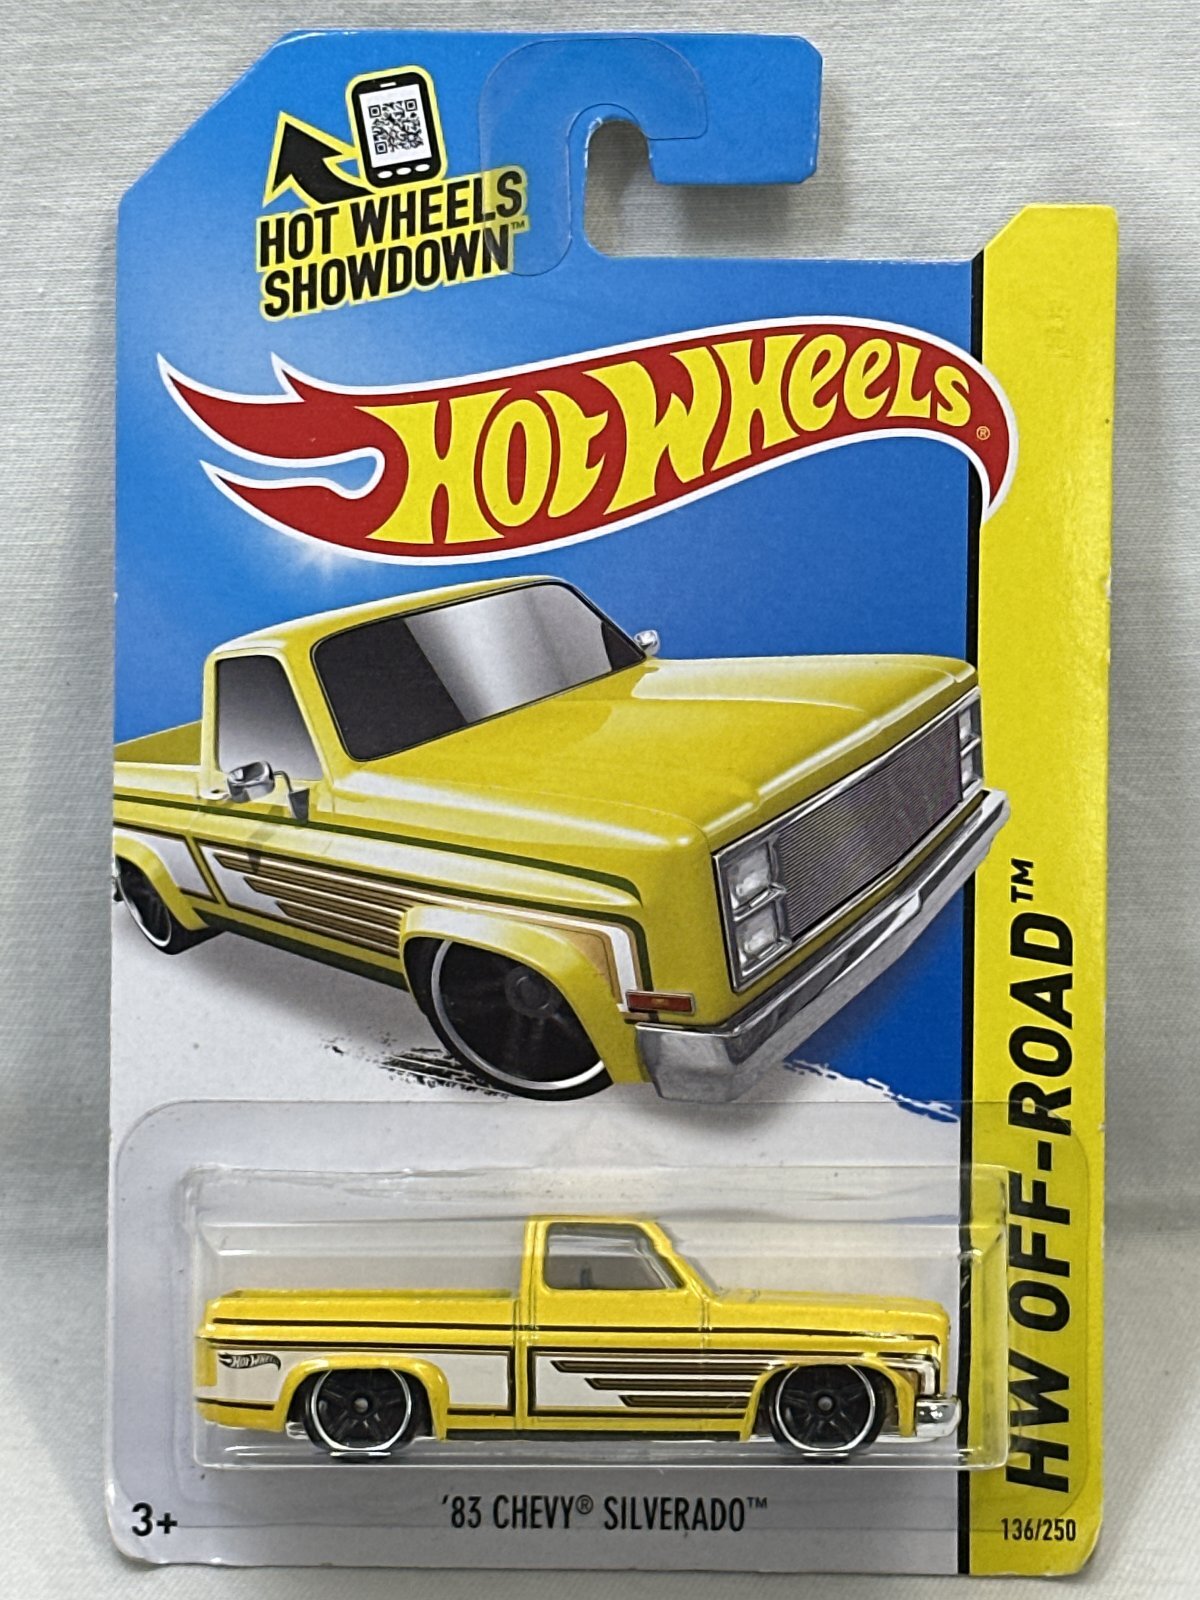 HOT WHEELS
SHOWDOWN™
HOT WHEELS®
HW OFF-ROAD™
HOT WHEELS
3+
'83 CHEVY® SILVERADO™
136/250